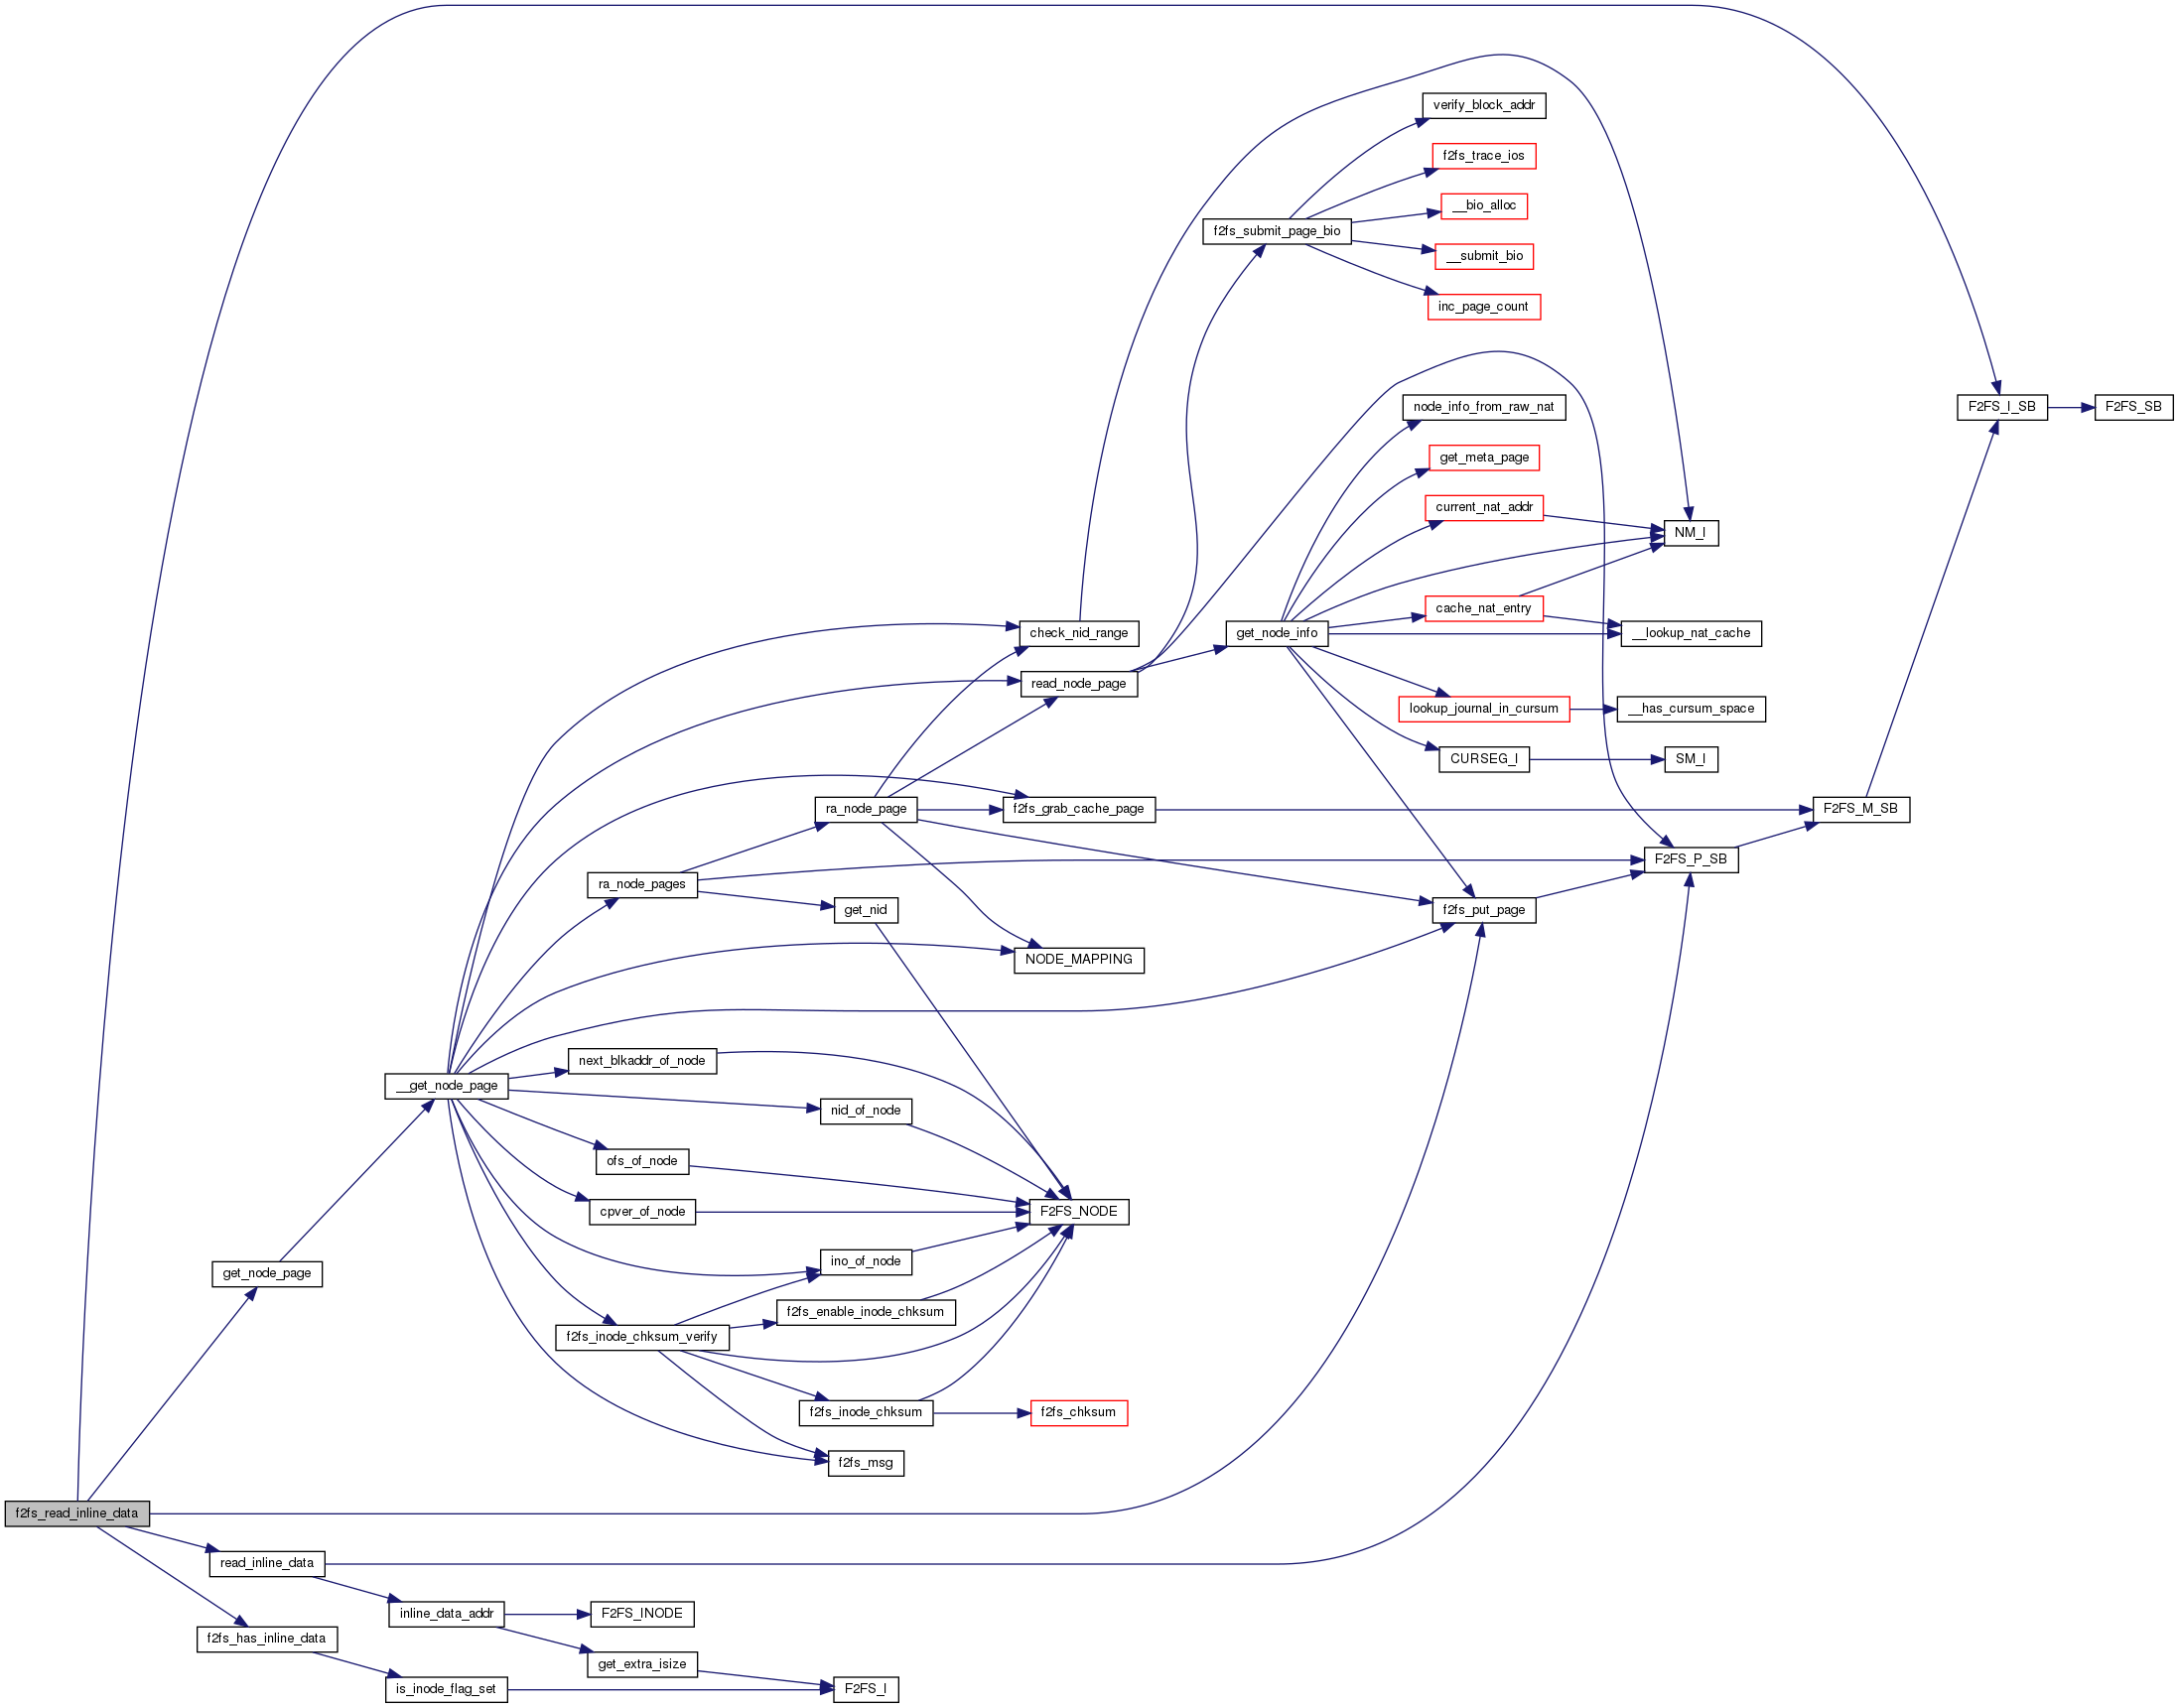 verify_block_addr
f2fs_trace_ios
__bio_alloc
f2fs_submit_page_bio
__submit_bio
inc_page_count
node_info_from_raw_nat
F2FS_I_SB
F2FS_SB
get_meta_page
current_nat_addr
NM_I
cache_nat_entry
check_nid_range
get_node_info
__lookup_nat_cache
read_node_page
lookup_journal_in_cursum
__has_cursum_space
CURSEG_I
SM_I
ra_node_page
f2fs_grab_cache_page
F2FS_M_SB
F2FS_P_SB
ra_node_pages
get_nid
f2fs_put_page
NODE_MAPPING
next_blkaddr_of_node
__get_node_page
nid_of_node
ofs_of_node
cpver_of_node
F2FS_NODE
ino_of_node
get_node_page
f2fs_enable_inode_chksum
f2fs_inode_chksum_verify
f2fs_inode_chksum
f2fs_chksum
f2fs_msg
f2fs_read_inline_data
read_inline_data
inline_data_addr
F2FS_INODE
f2fs_has_inline_data
get_extra_isize
is_inode_flag_set
F2FS_I